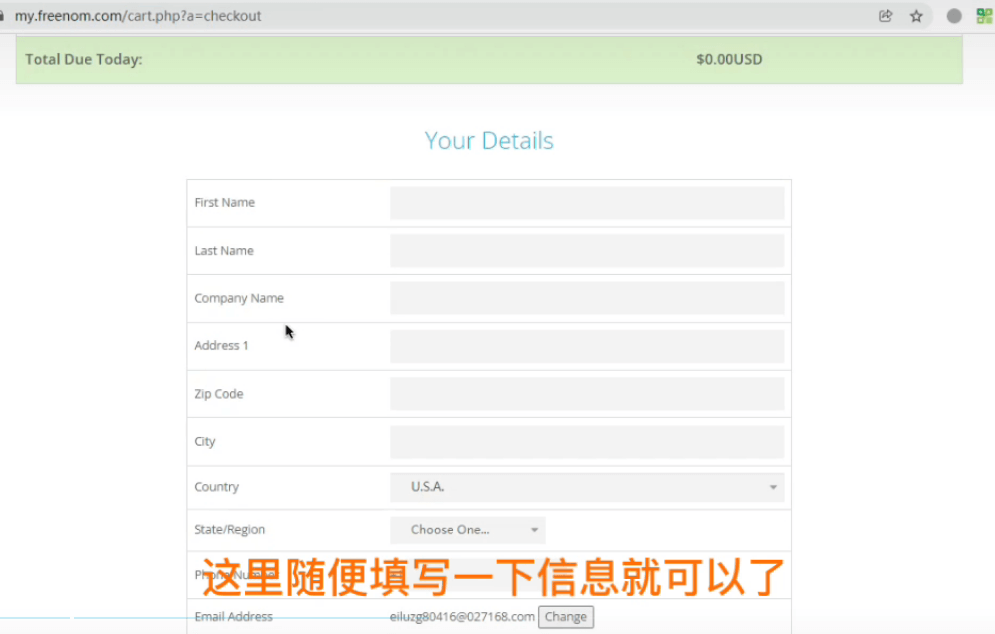 my.freenom.com/cart.php?a=checkout
Total Due Today: $0.00USD
Your Details
First Name
Last Name
Company Name
Address 1
Zip Code
City
Country U.S.A.
State/Region Choose One...
Phone Number
这里随便填写一下信息就可以了
Email Address eiluzg80416@027168.com Change